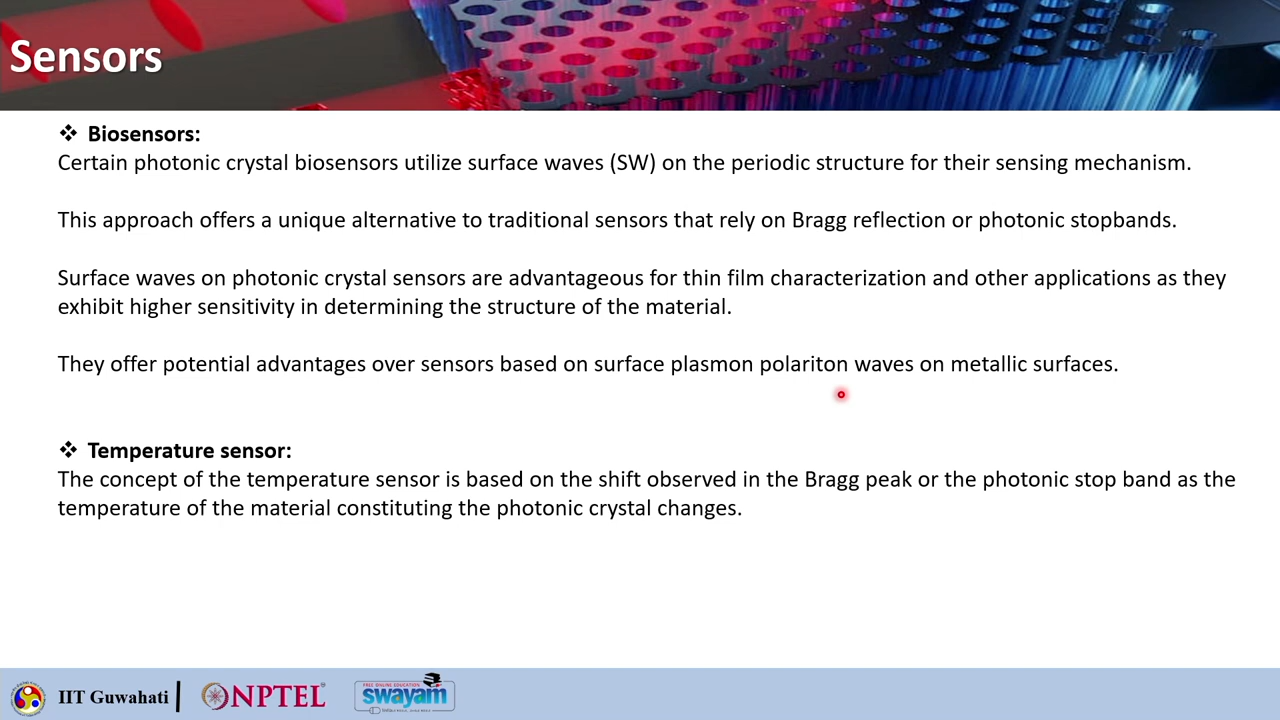 Sensors
❖ Biosensors:
Certain photonic crystal biosensors utilize surface waves (SW) on the periodic structure for their sensing mechanism.
This approach offers a unique alternative to traditional sensors that rely on Bragg reflection or photonic stopbands.
Surface waves on photonic crystal sensors are advantageous for thin film characterization and other applications as they
exhibit higher sensitivity in determining the structure of the material.
They offer potential advantages over sensors based on surface plasmon polariton waves on metallic surfaces.
❖ Temperature sensor:
The concept of the temperature sensor is based on the shift observed in the Bragg peak or the photonic stop band as the
temperature of the material constituting the photonic crystal changes.
IIT Guwahati
NPTEL
FREE ONLINE EDUCATION
swayam